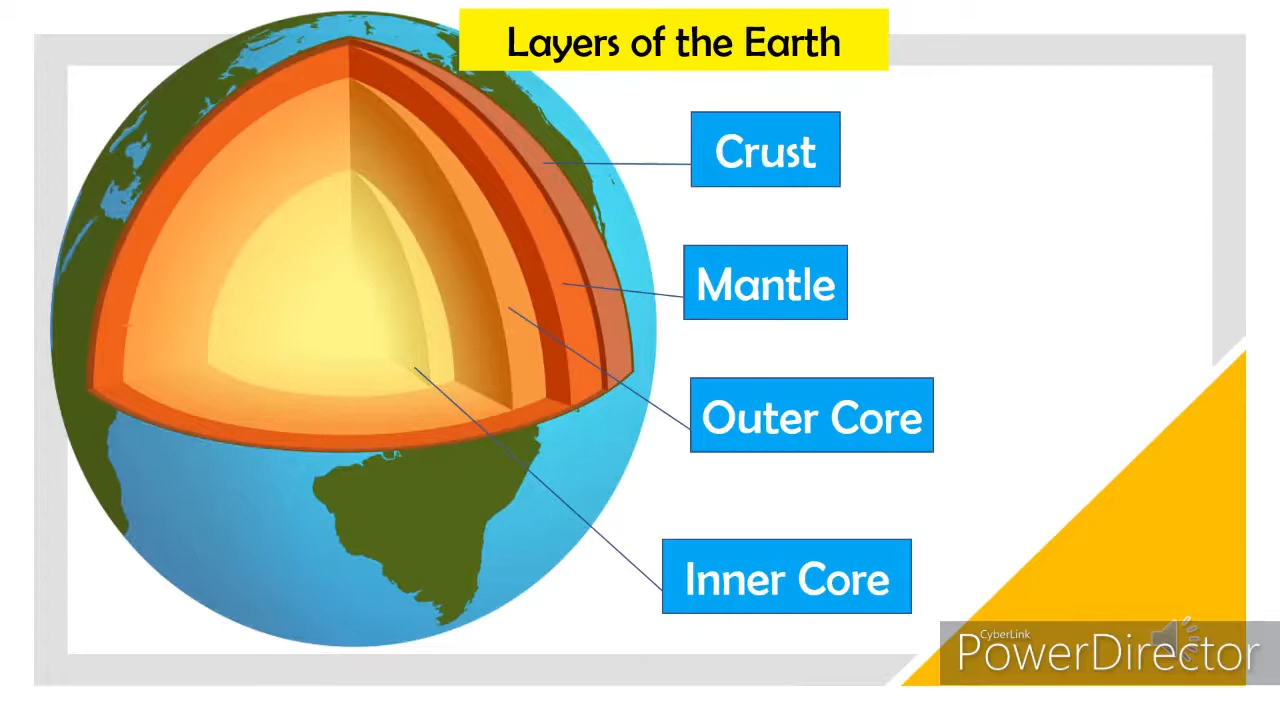 Layers of the Earth
Crust
Mantle
Outer Core
Inner Core
CyberLink
PowerDirector